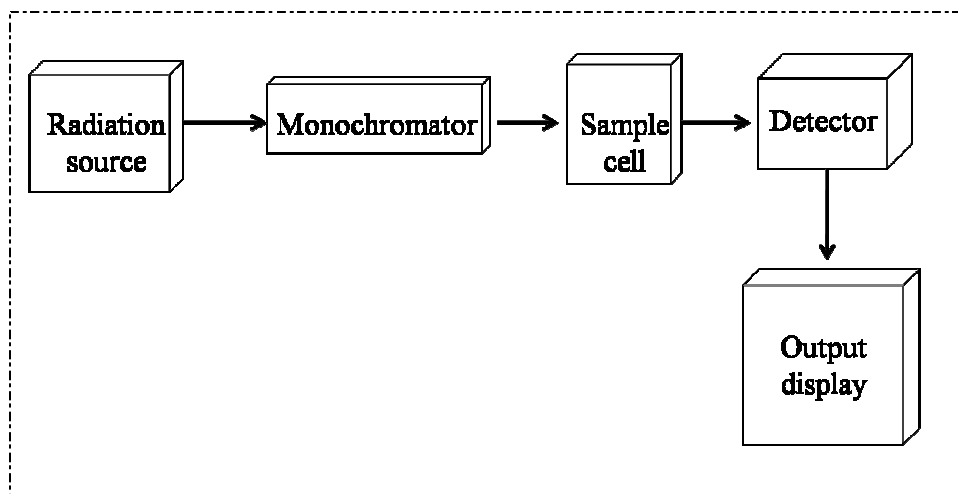 Radiation
source
Monochromator
Sample
cell
Detector
Output
display